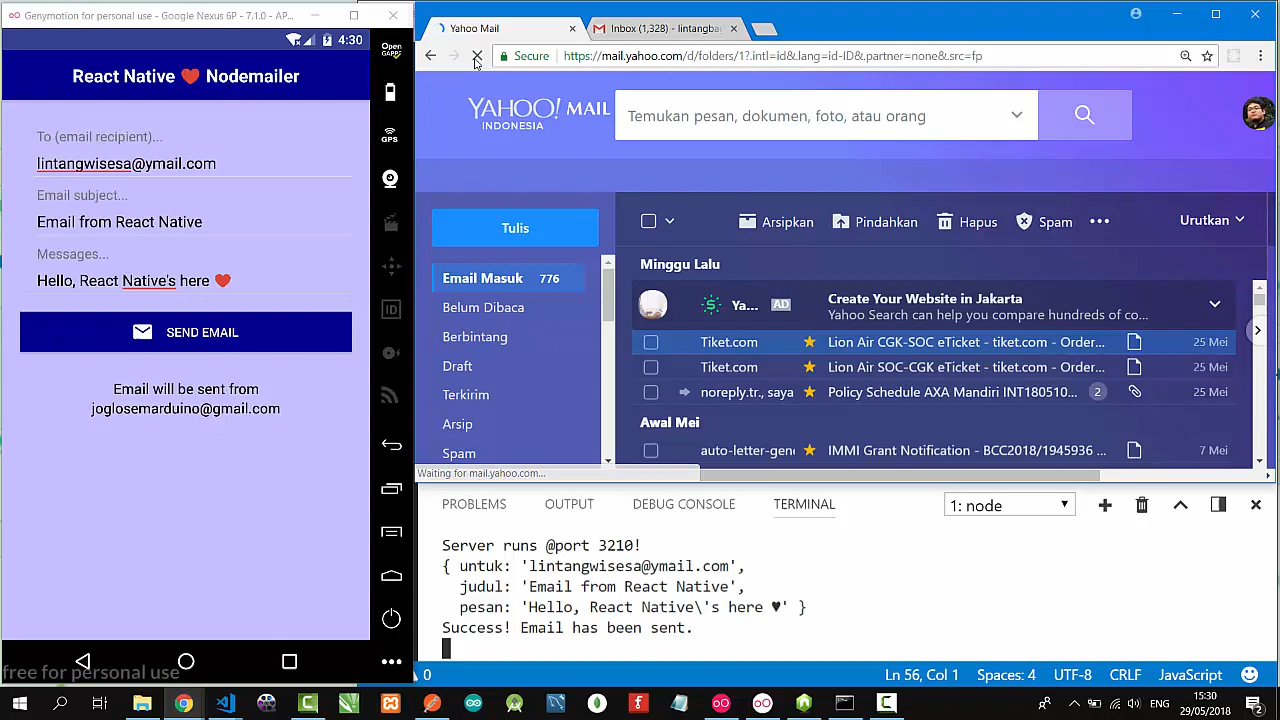 Genymotion for personal use - Google Nexus 6P - 7.1.0 - AP...
4:30
React Native ❤ Nodemailer
To (email recipient)...
lintangwisesa@ymail.com
Email subject...
Email from React Native
Messages...
Hello, React Native's here ❤
SEND EMAIL
Email will be sent from
joglosemarduino@gmail.com
free for personal use
Open
GAPPS
GPS
ID
Yahoo Mail
Inbox (1,328) - lintangba
Secure
https://mail.yahoo.com/d/folders/1?.intl=id&.lang=id-ID&.partner=none&.src=fp
YAHOO! MAIL
INDONESIA
Temukan pesan, dokumen, foto, atau orang
Tulis
Arsipkan
Pindahkan
Hapus
Spam
Urutkan
Email Masuk 776
Belum Dibaca
Berbintang
Draft
Terkirim
Arsip
Spam
Minggu Lalu
Ya... AD Create Your Website in Jakarta
Yahoo Search can help you compare hundreds of co...
Tiket.com Lion Air CGK-SOC eTicket - tiket.com - Order... 25 Mei
Tiket.com Lion Air SOC-CGK eTicket - tiket.com - Order... 25 Mei
noreply.tr., saya Policy Schedule AXA Mandiri INT180510... 2 25 Mei
Awal Mei
auto-letter-gene IMMI Grant Notification - BCC2018/1945936 ... 7 Mei
Waiting for mail.yahoo.com...
PROBLEMS OUTPUT DEBUG CONSOLE TERMINAL 1: node
Server runs @port 3210!
{ untuk: 'lintangwisesa@ymail.com',
judul: 'Email from React Native',
pesan: 'Hello, React Native\'s here ♥' }
Success! Email has been sent.
0 Ln 56, Col 1 Spaces: 4 UTF-8 CRLF JavaScript
15:30
29/05/2018